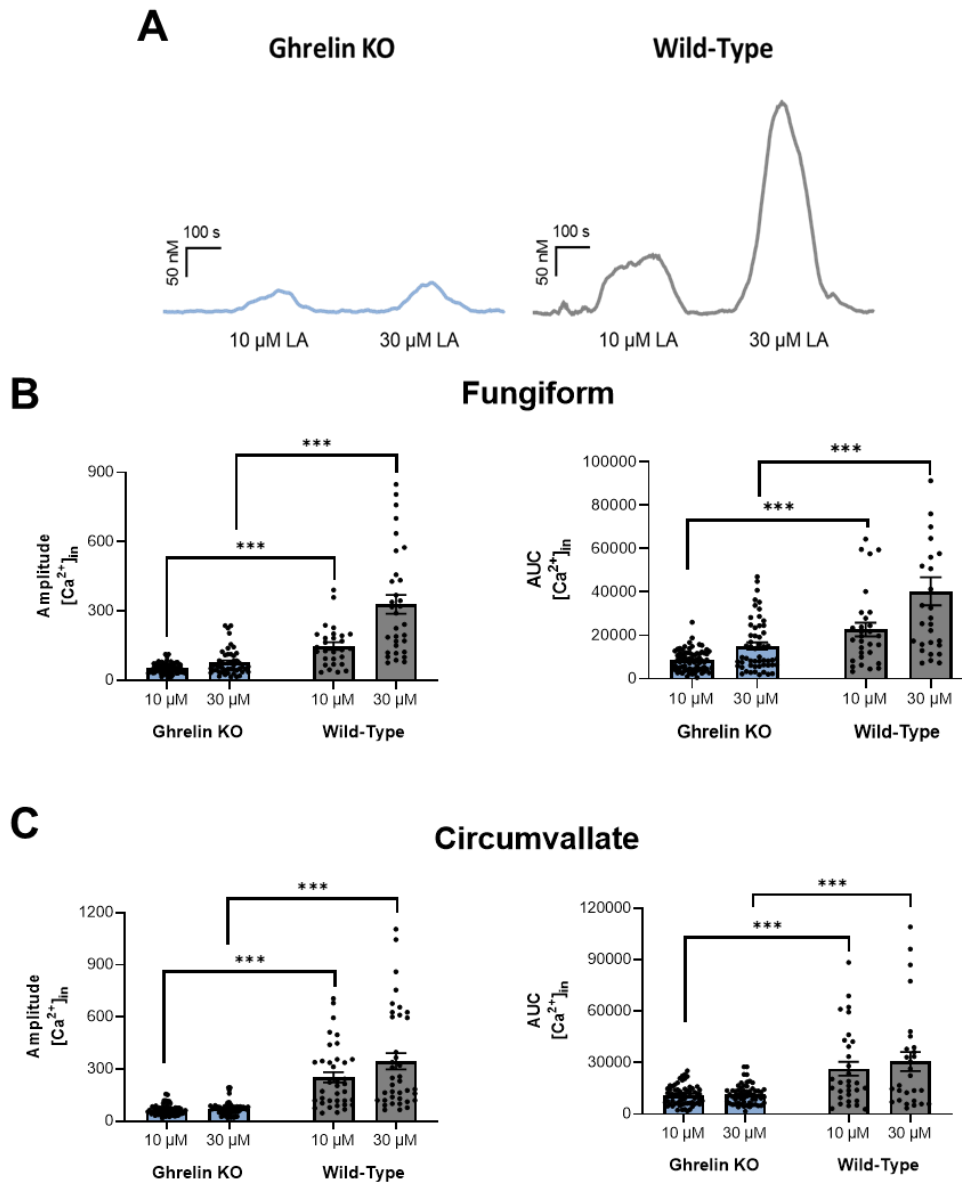 A
Ghrelin KO
Wild-Type
100 s
50 nM
10 µM LA
30 µM LA
100 s
50 nM
10 µM LA
30 µM LA
B
Fungiform
Amplitude
[Ca²⁺]in
900
600
300
0
***
***
10 µM
30 µM
10 µM
30 µM
Ghrelin KO
Wild-Type
AUC
[Ca²⁺]in
100000
80000
60000
40000
20000
0
***
***
10 µM
30 µM
10 µM
30 µM
Ghrelin KO
Wild-Type
C
Circumvallate
Amplitude
[Ca²⁺]in
1200
900
600
300
0
***
***
10 µM
30 µM
10 µM
30 µM
Ghrelin KO
Wild-Type
AUC
[Ca²⁺]in
120000
90000
60000
30000
0
***
***
10 µM
30 µM
10 µM
30 µM
Ghrelin KO
Wild-Type